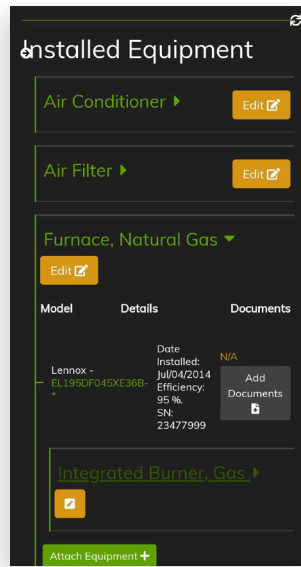 Installed Equipment
Air Conditioner
Edit
Air Filter
Edit
Furnace, Natural Gas
Edit
Model Details Documents
Lennox -
EL195DF045XE36B-
*
Date
Installed:
Jul/04/2014
Efficiency:
95 %.
SN:
23477999
N/A
Add
Documents
Integrated Burner, Gas
Attach Equipment +